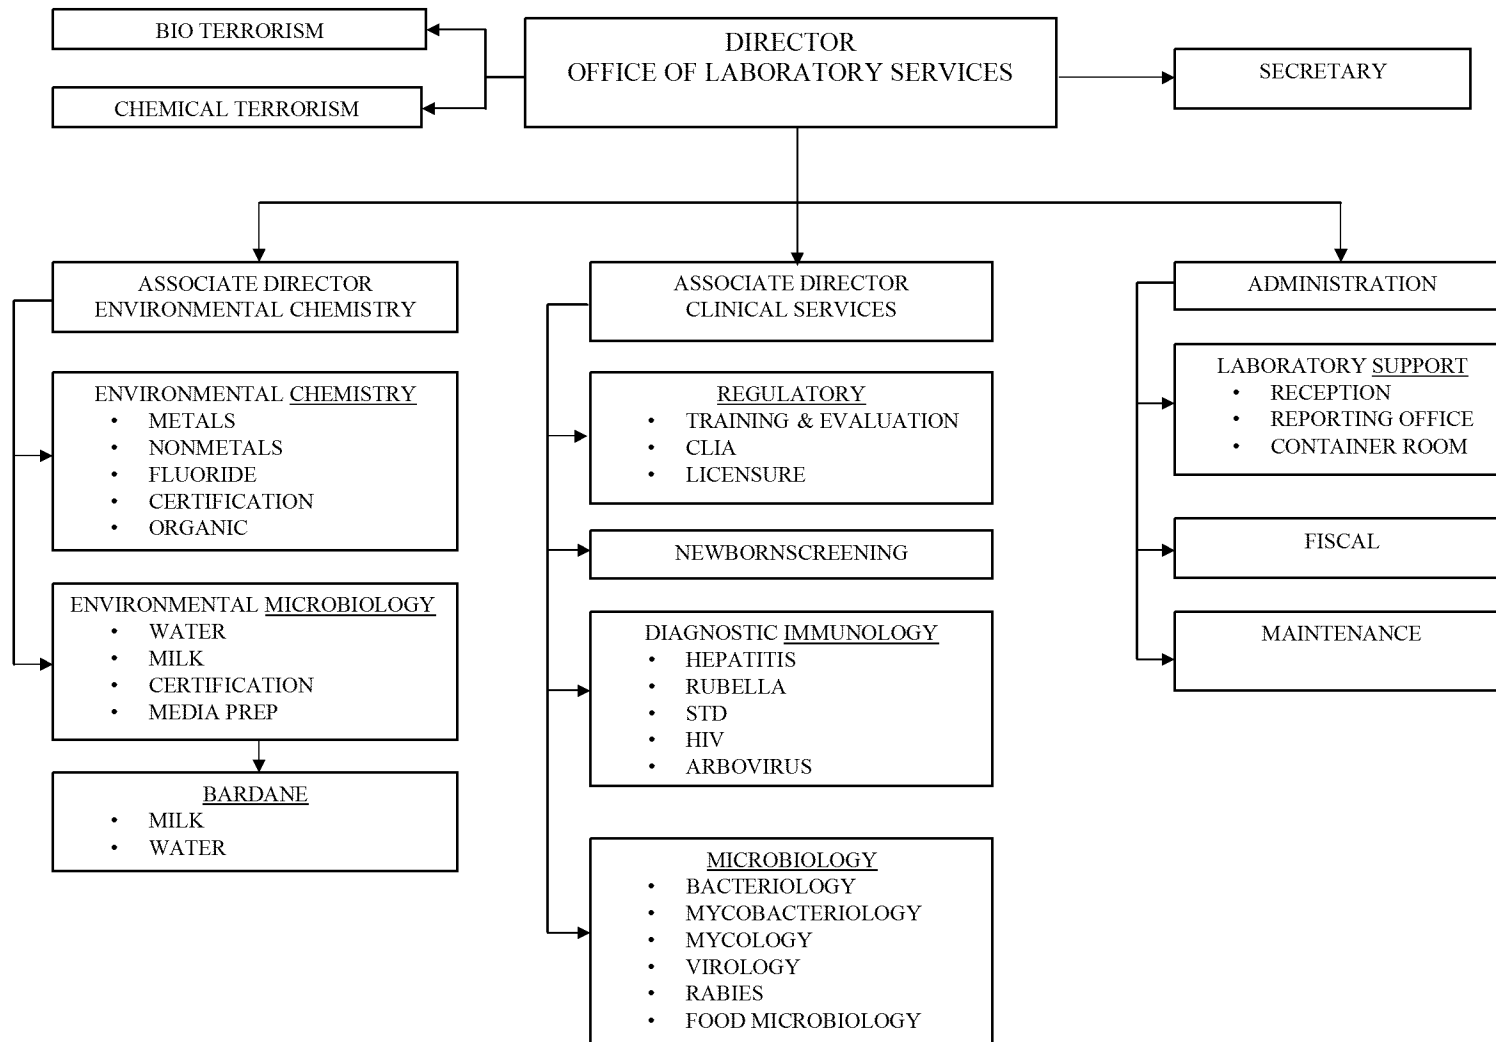 BIO TERRORISM
CHEMICAL TERRORISM
DIRECTOR
OFFICE OF LABORATORY SERVICES
SECRETARY
ASSOCIATE DIRECTOR
ENVIRONMENTAL CHEMISTRY
ENVIRONMENTAL CHEMISTRY
• METALS
• NONMETALS
• FLUORIDE
• CERTIFICATION
• ORGANIC
ENVIRONMENTAL MICROBIOLOGY
• WATER
• MILK
• CERTIFICATION
• MEDIA PREP
BARDANE
• MILK
• WATER
ASSOCIATE DIRECTOR
CLINICAL SERVICES
REGULATORY
• TRAINING & EVALUATION
• CLIA
• LICENSURE
NEWBORNSCREENING
DIAGNOSTIC IMMUNOLOGY
• HEPATITIS
• RUBELLA
• STD
• HIV
• ARBOVIRUS
MICROBIOLOGY
• BACTERIOLOGY
• MYCOBACTERIOLOGY
• MYCOLOGY
• VIROLOGY
• RABIES
• FOOD MICROBIOLOGY
ADMINISTRATION
LABORATORY SUPPORT
• RECEPTION
• REPORTING OFFICE
• CONTAINER ROOM
FISCAL
MAINTENANCE